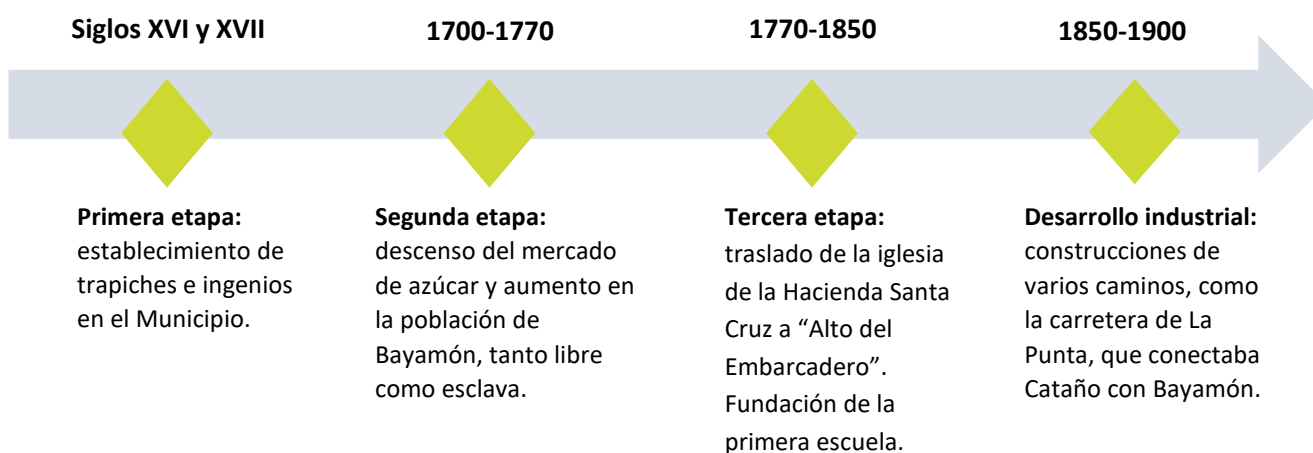 Siglos XVI y XVII
1700-1770
1770-1850
1850-1900
Primera etapa:
establecimiento de
trapiches e ingenios
en el Municipio.
Segunda etapa:
descenso del mercado
de azúcar y aumento en
la población de
Bayamón, tanto libre
como esclava.
Tercera etapa:
traslado de la iglesia
de la Hacienda Santa
Cruz a “Alto del
Embarcadero”.
Fundación de la
primera escuela.
Desarrollo industrial:
construcciones de
varios caminos, como
la carretera de La
Punta, que conectaba
Cataño con Bayamón.